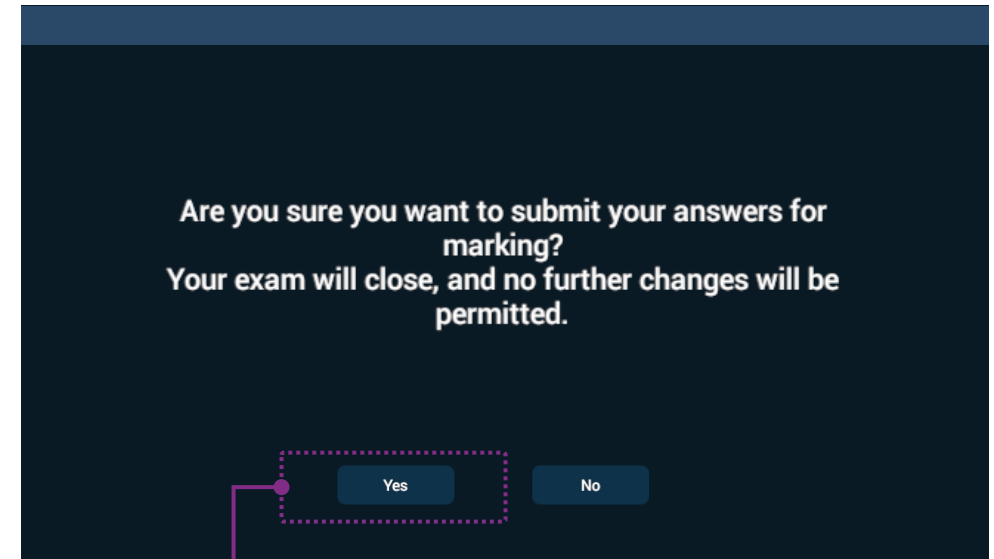 Are you sure you want to submit your answers for
marking?
Your exam will close, and no further changes will be
permitted.
Yes
No